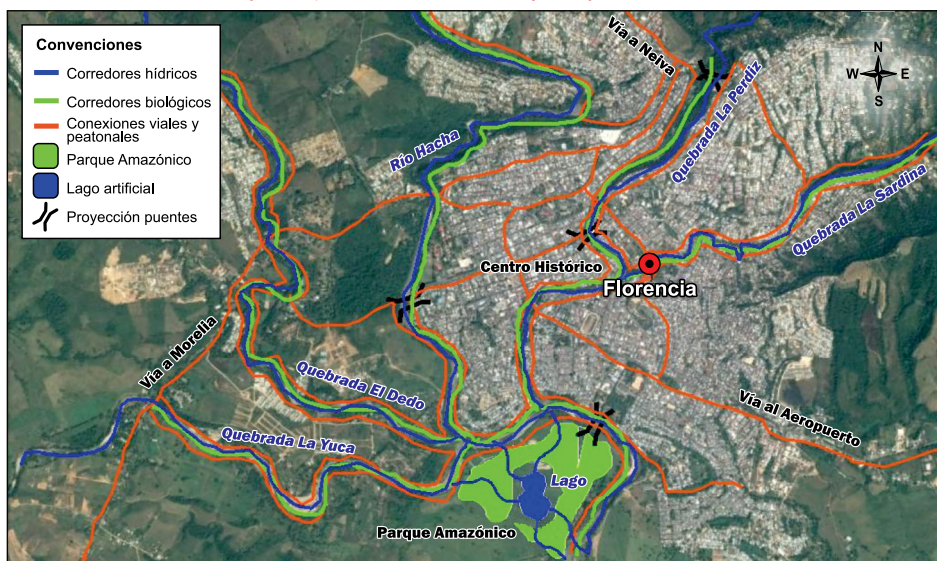 Convenciones
Corredores hídricos
Corredores biológicos
Conexiones viales y
peatonales
Parque Amazónico
Lago artificial
Proyección puentes
Vía a Neiva
N
W E
S
Río Hacha
Quebrada La Perdiz
Quebrada La Sardina
Centro Histórico
Florencia
Vía a Morelia
Quebrada El Dedo
Vía al Aeropuerto
Quebrada La Yuca
Lago
Parque Amazónico